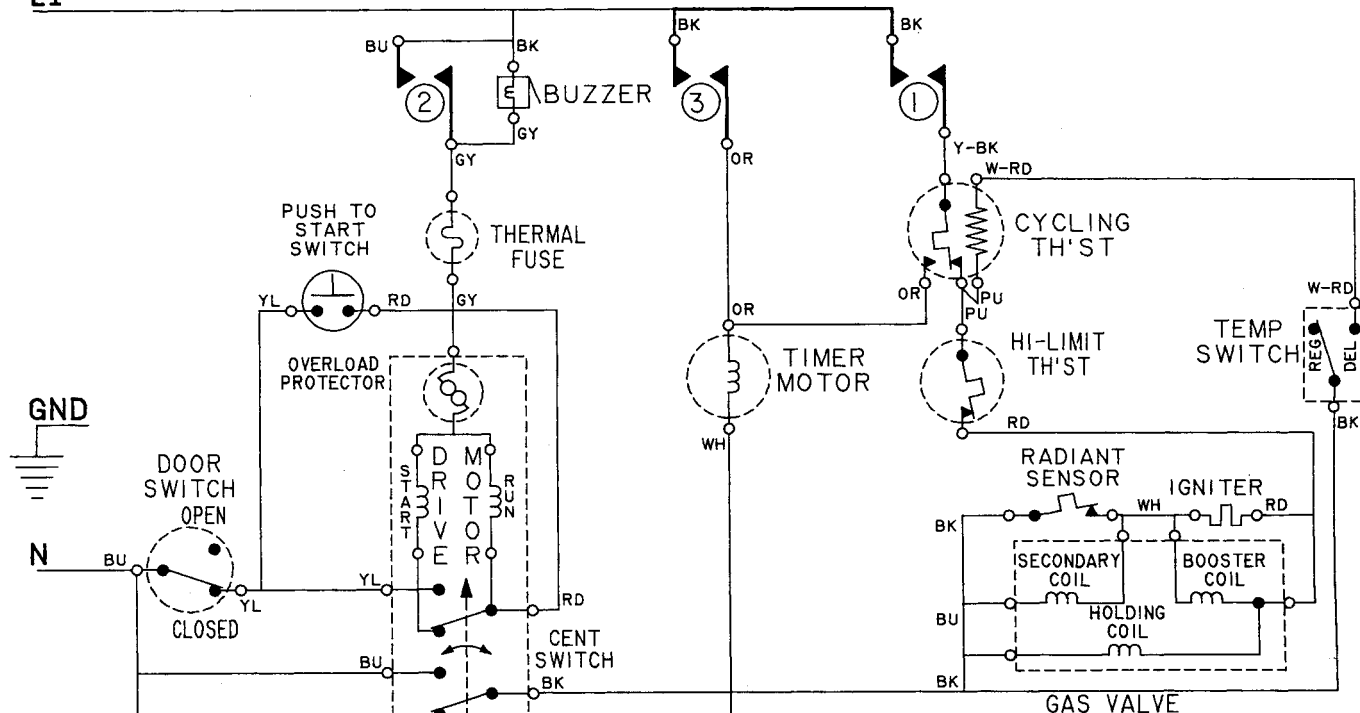 L1
BU
BK
BK
BK
2
BUZZER
3
1
GY
GY
OR
Y-BK
W-RD
PUSH TO
START
SWITCH
THERMAL
FUSE
CYCLING
TH'ST
YL
RD
GY
OR
OR
PU
PU
W-RD
OVERLOAD
PROTECTOR
TIMER
MOTOR
HI-LIMIT
TH'ST
TEMP
SWITCH
REG
DEL
GND
WH
RD
BK
DOOR
SWITCH
OPEN
START
DRIVE
MOTOR
RUN
RADIANT
SENSOR
IGNITER
BK
WH
RD
N
BU
SECONDARY
COIL
BOOSTER
COIL
YL
YL
RD
CLOSED
HOLDING
COIL
BU
CENT
SWITCH
BU
BK
BK
GAS VALVE